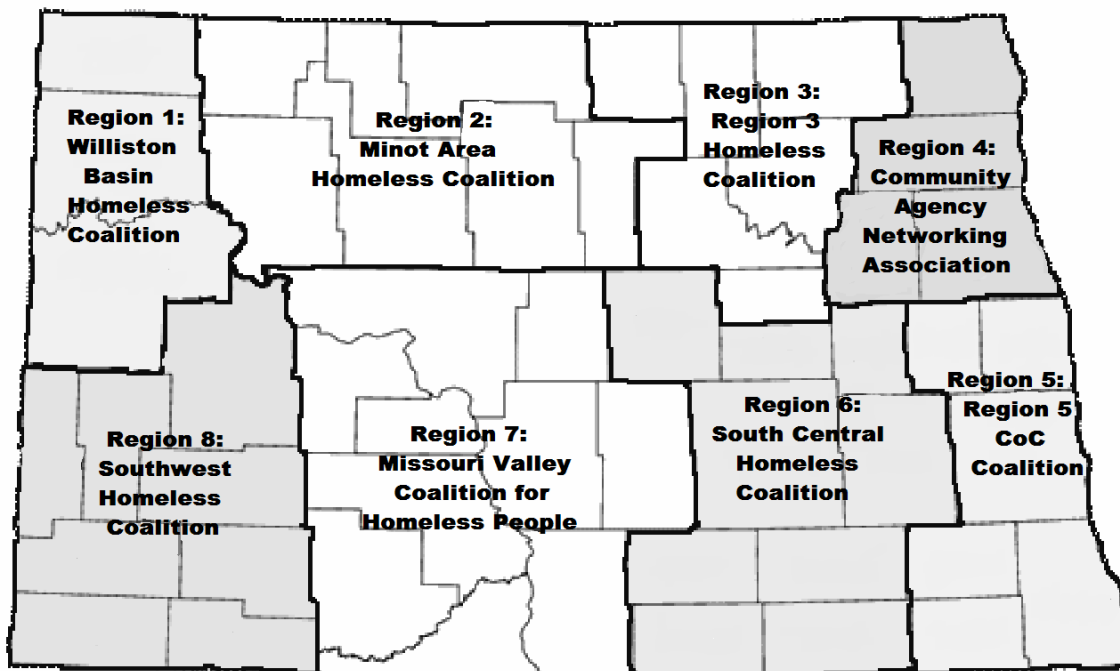 Region 1:
Williston
Basin
Homeless
Coalition
Region 2:
Minot Area
Homeless Coalition
Region 3:
Region 3
Homeless
Coalition
Region 4:
Community
Agency
Networking
Association
Region 8:
Southwest
Homeless
Coalition
Region 7:
Missouri Valley
Coalition for
Homeless People
Region 6:
South Central
Homeless
Coalition
Region 5:
Region 5
CoC
Coalition